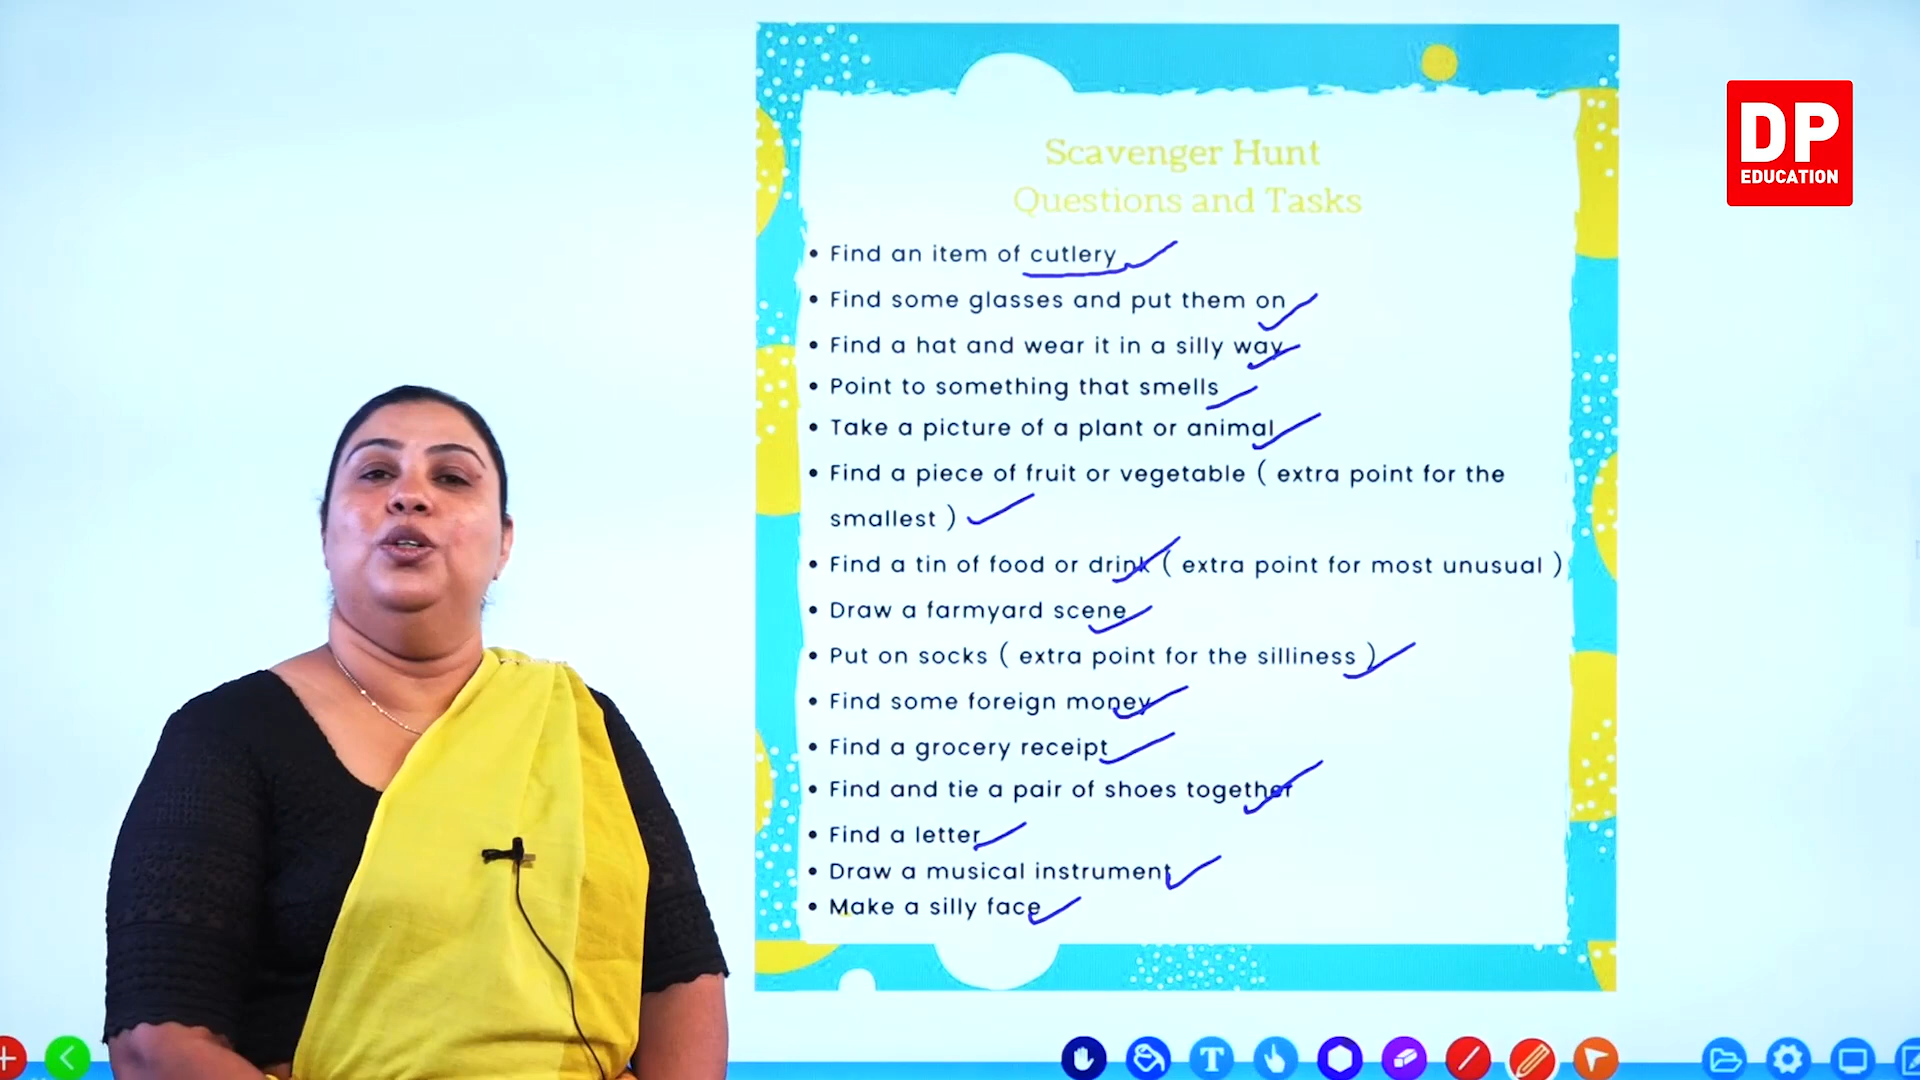 DP
EDUCATION
Scavenger Hunt
Questions and Tasks
• Find an item of cutlery
• Find some glasses and put them on
• Find a hat and wear it in a silly way
• Point to something that smells
• Take a picture of a plant or animal
• Find a piece of fruit or vegetable ( extra point for the
smallest )
• Find a tin of food or drink ( extra point for most unusual )
• Draw a farmyard scene
• Put on socks ( extra point for the silliness )
• Find some foreign money
• Find a grocery receipt
• Find and tie a pair of shoes together
• Find a letter
• Draw a musical instrument
• Make a silly face
T